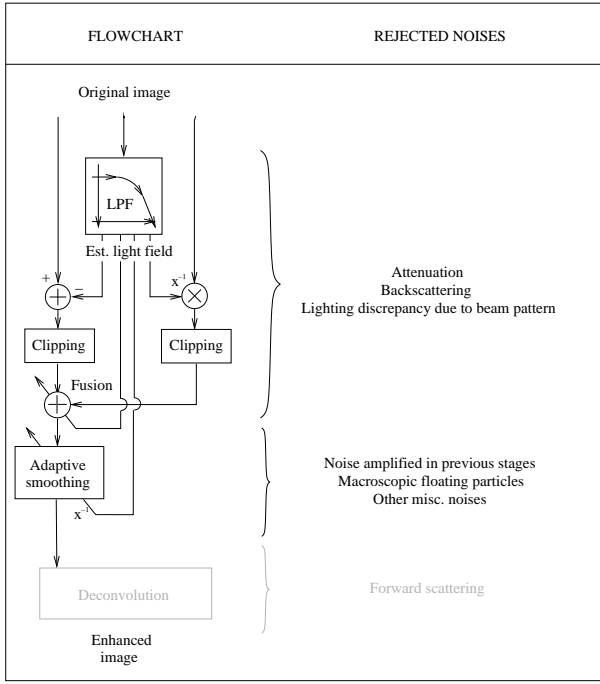 FLOWCHART
REJECTED NOISES
Original image
LPF
Est. light field
+
−
x⁻¹
Attenuation
Backscattering
Lighting discrepancy due to beam pattern
Clipping
Clipping
Fusion
Adaptive
smoothing
x⁻¹
Noise amplified in previous stages
Macroscopic floating particles
Other misc. noises
Deconvolution
Forward scattering
Enhanced
image